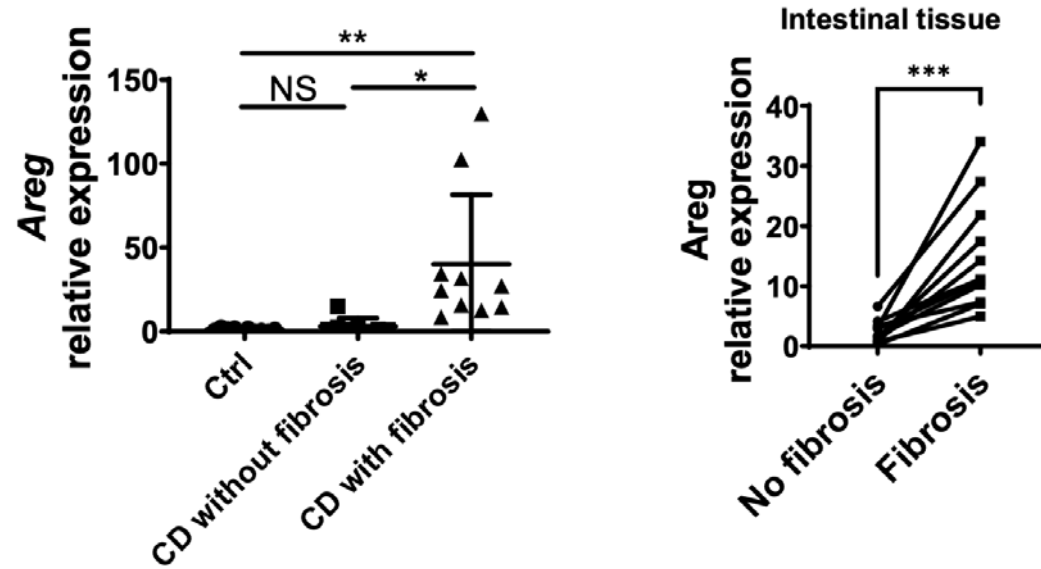 Areg
relative expression
150
100
50
0
**
*
NS
Ctrl
CD without fibrosis
CD with fibrosis
Intestinal tissue
Areg
relative expression
40
30
20
10
0
***
No fibrosis
Fibrosis